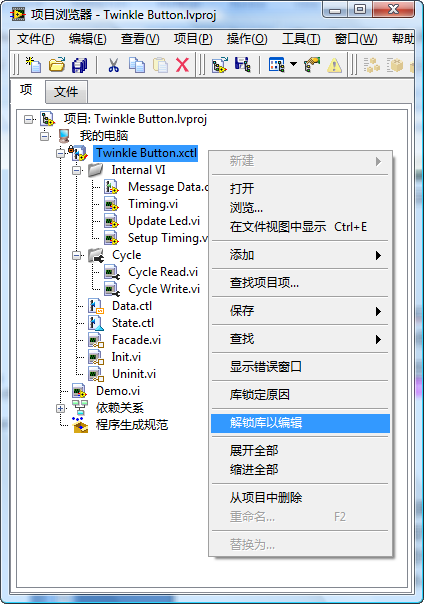 项目浏览器 - Twinkle Button.lvproj
文件(F) 编辑(E) 查看(V) 项目(P) 操作(O) 工具(T) 窗口(W) 帮助
项 文件
项目: Twinkle Button.lvproj
我的电脑
Twinkle Button.xctl
Internal VI
Message Data.c
Timing.vi
Update Led.vi
Setup Timing.v
Cycle
Cycle Read.vi
Cycle Write.vi
Data.ctl
State.ctl
Facade.vi
Init.vi
Uninit.vi
Demo.vi
依赖关系
程序生成规范
新建
打开
浏览...
在文件视图中显示 Ctrl+E
添加
查找项目项...
保存
查找
显示错误窗口
库锁定原因
解锁库以编辑
展开全部
缩进全部
从项目中删除
重命名... F2
替换为...